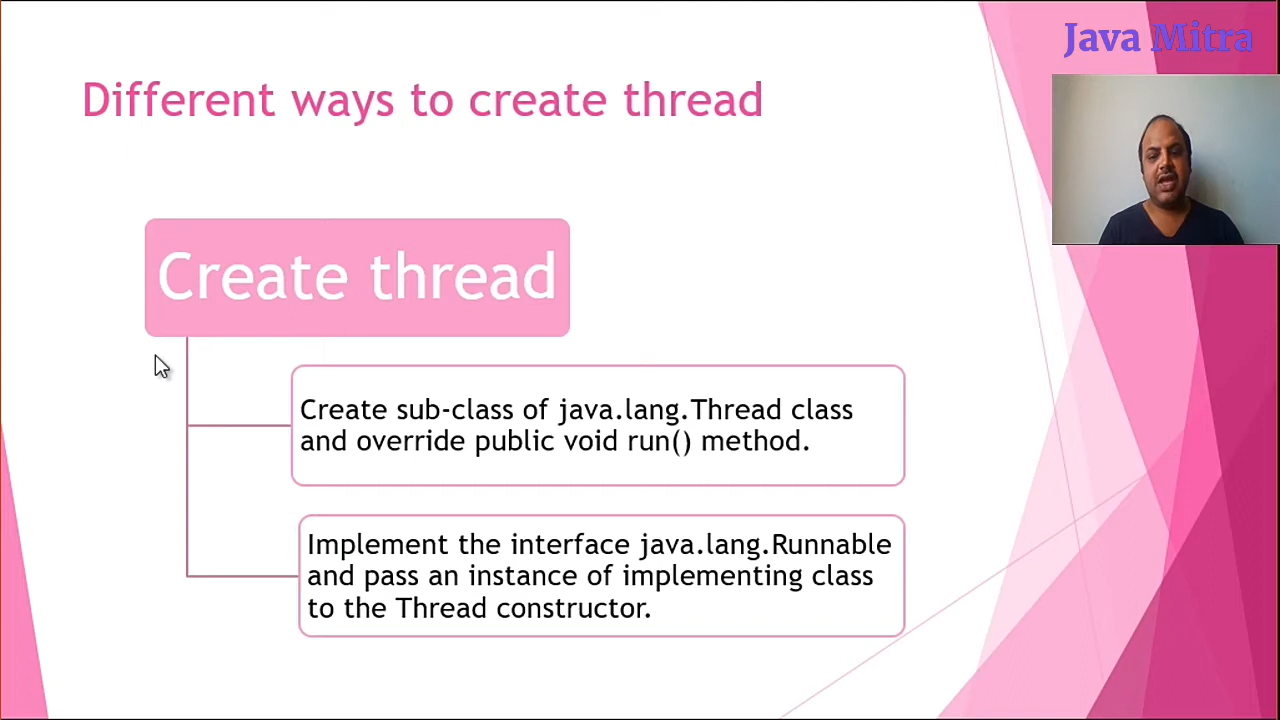 Java Mitra
Different ways to create thread
Create thread
Create sub-class of java.lang.Thread class
and override public void run() method.
Implement the interface java.lang.Runnable
and pass an instance of implementing class
to the Thread constructor.